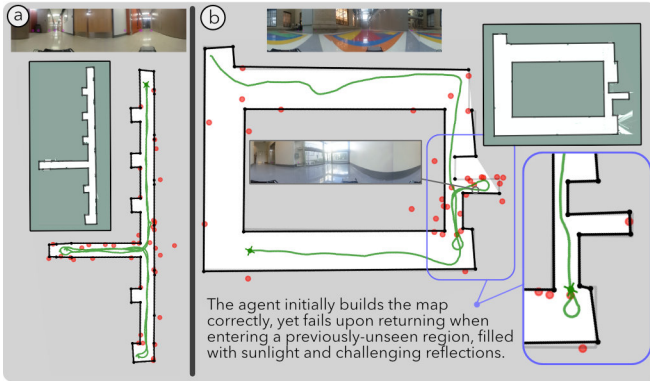 a
b
The agent initially builds the map
correctly, yet fails upon returning when
entering a previously-unseen region, filled
with sunlight and challenging reflections.